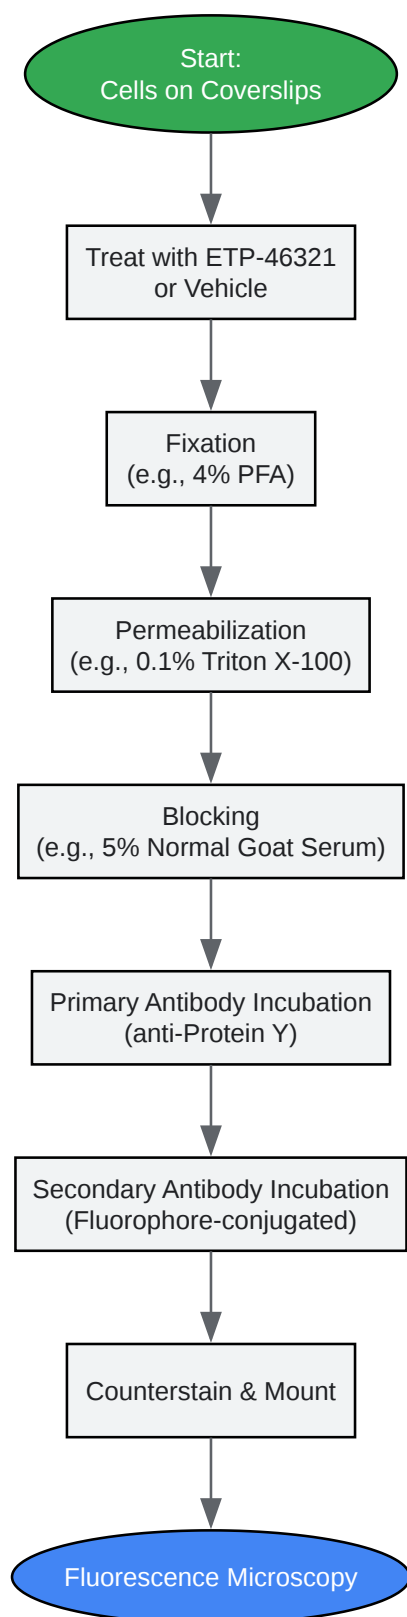 Start:
Cells on Coverslips
Treat with ETP-46321
or Vehicle
Fixation
(e.g., 4% PFA)
Permeabilization
(e.g., 0.1% Triton X-100)
Blocking
(e.g., 5% Normal Goat Serum)
Primary Antibody Incubation
(anti-Protein Y)
Secondary Antibody Incubation
(Fluorophore-conjugated)
Counterstain & Mount
Fluorescence Microscopy